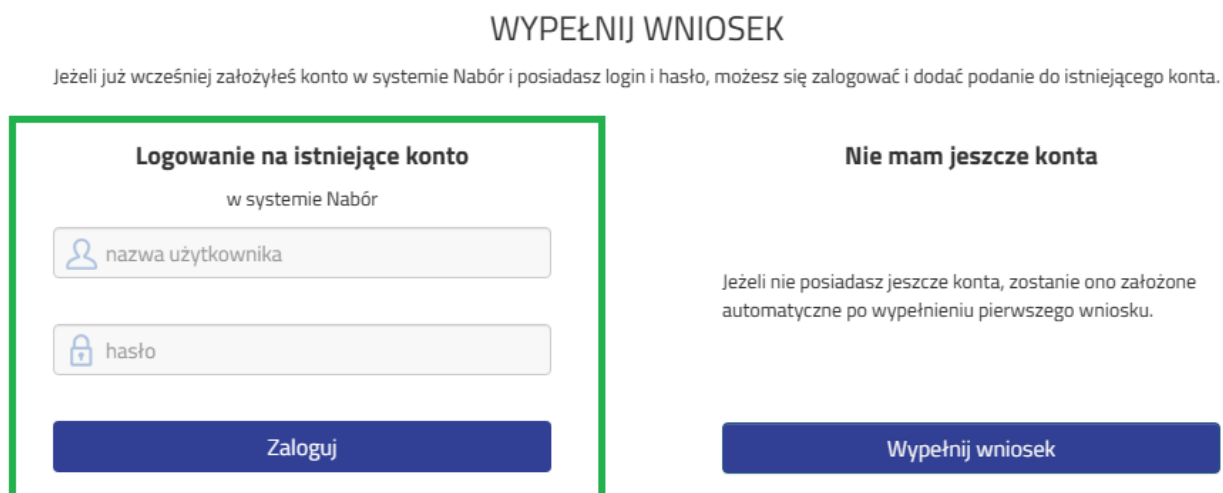 WYPEŁNIJ WNIOSEK
Jeżeli już wcześniej założyłeś konto w systemie Nabór i posiadasz login i hasło, możesz się zalogować i dodać podanie do istniejącego konta.
Logowanie na istniejące konto
w systemie Nabór
nazwa użytkownika
hasło
Zaloguj
Nie mam jeszcze konta
Jeżeli nie posiadasz jeszcze konta, zostanie ono założone
automatyczne po wypełnieniu pierwszego wniosku.
Wypełnij wniosek